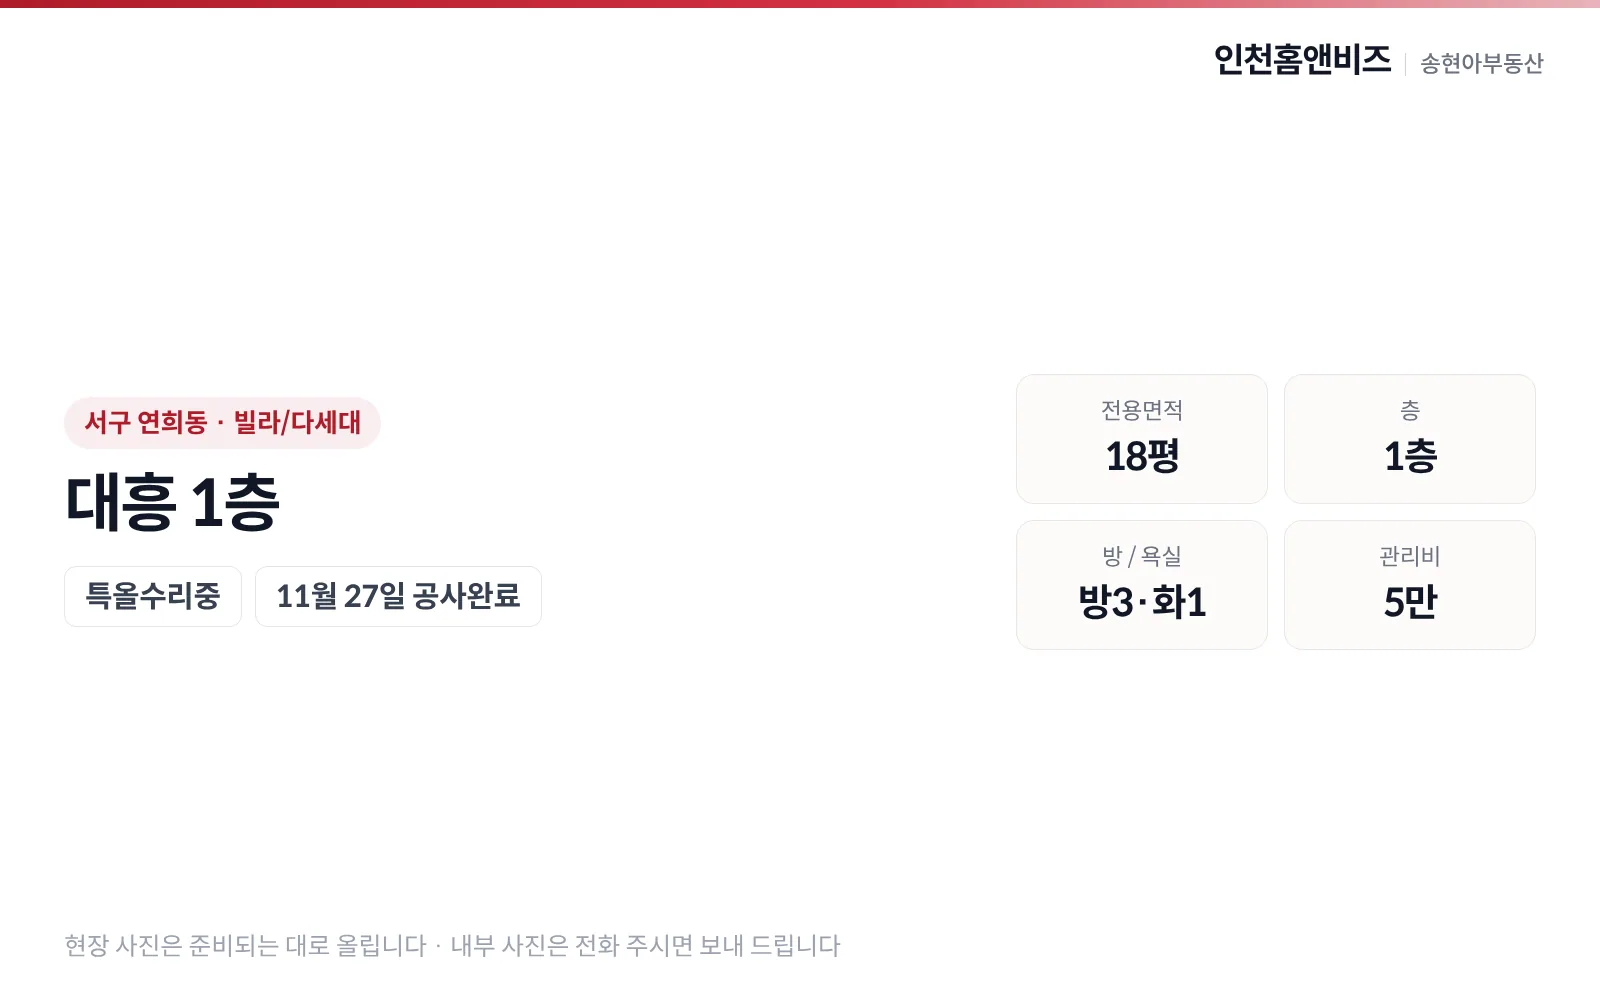 인천홈앤비즈 송현아부동산
서구 연희동 · 빌라/다세대
대흥 1층
특올수리중
11월 27일 공사완료
전용면적
18평
층
1층
방 / 욕실
방3·화1
관리비
5만
현장 사진은 준비되는 대로 올립니다 · 내부 사진은 전화 주시면 보내 드립니다